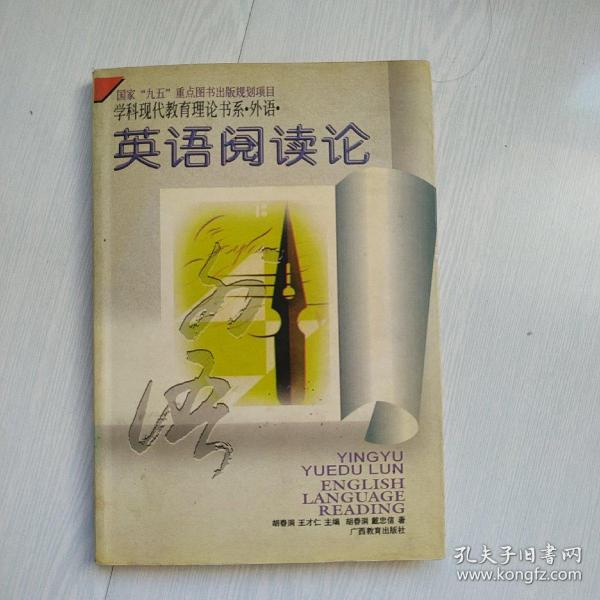 国家“九五”重点图书出版规划项目
学科现代教育理论书系·外语·
英语阅读论
外语
YINGYU
YUEDU LUN
ENGLISH
LANGUAGE
READING
胡春洞 王才仁 主编 胡春洞 戴忠信 著
广西教育出版社
孔夫子旧书网
www.kongfz.com